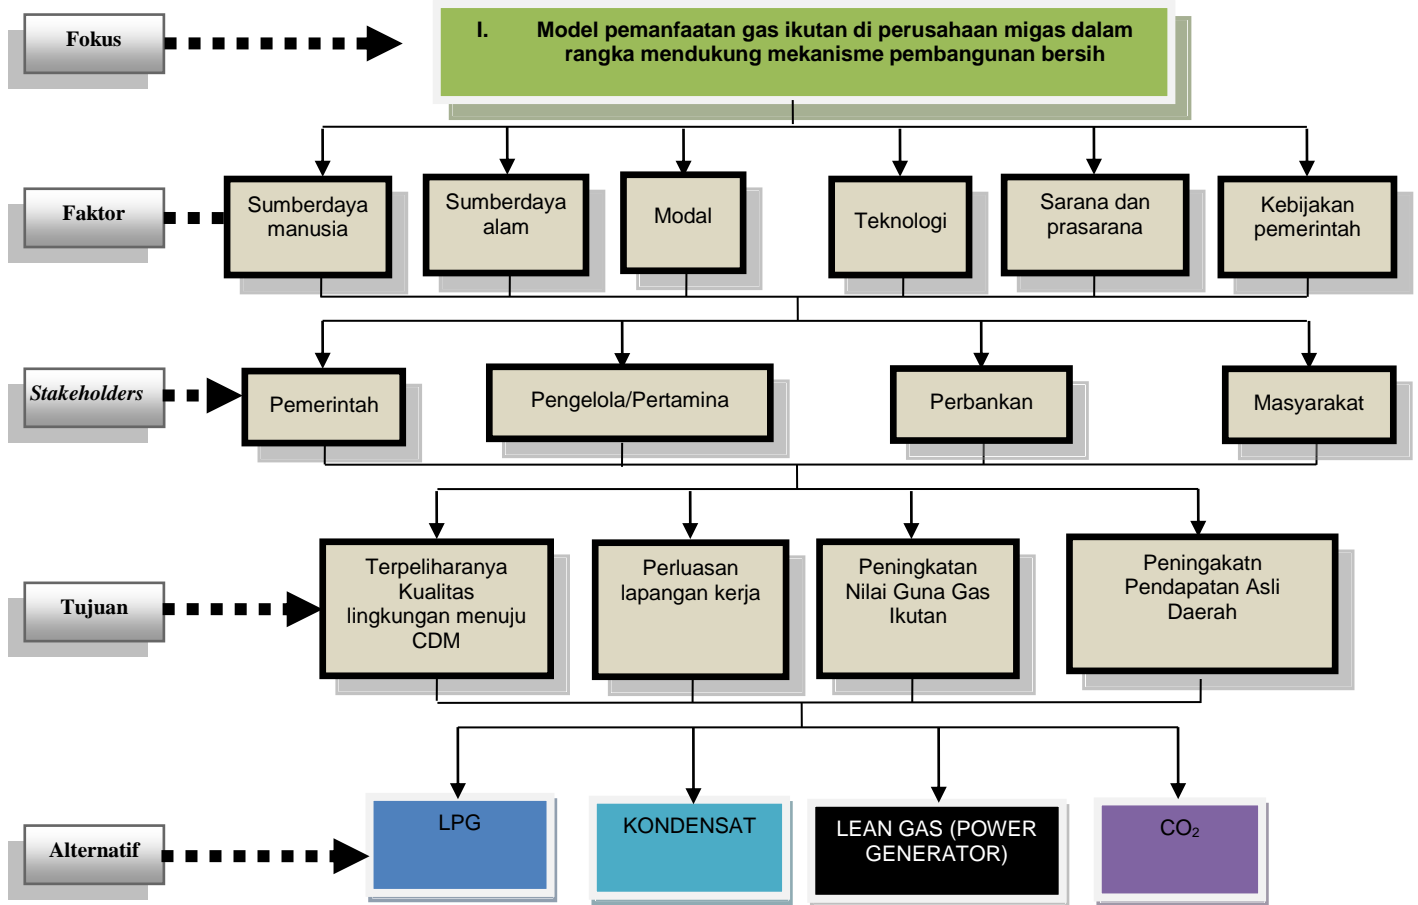 Fokus
I. Model pemanfaatan gas ikutan di perusahaan migas dalam
rangka mendukung mekanisme pembangunan bersih
Faktor
Sumberdaya
manusia
Sumberdaya
alam
Modal
Teknologi
Sarana dan
prasarana
Kebijakan
pemerintah
Stakeholders
Pemerintah
Pengelola/Pertamina
Perbankan
Masyarakat
Tujuan
Terpeliharanya
Kualitas
lingkungan menuju
CDM
Perluasan
lapangan kerja
Peningkatan
Nilai Guna Gas
Ikutan
Peningakatn
Pendapatan Asli
Daerah
Alternatif
LPG
KONDENSAT
LEAN GAS (POWER
GENERATOR)
CO₂